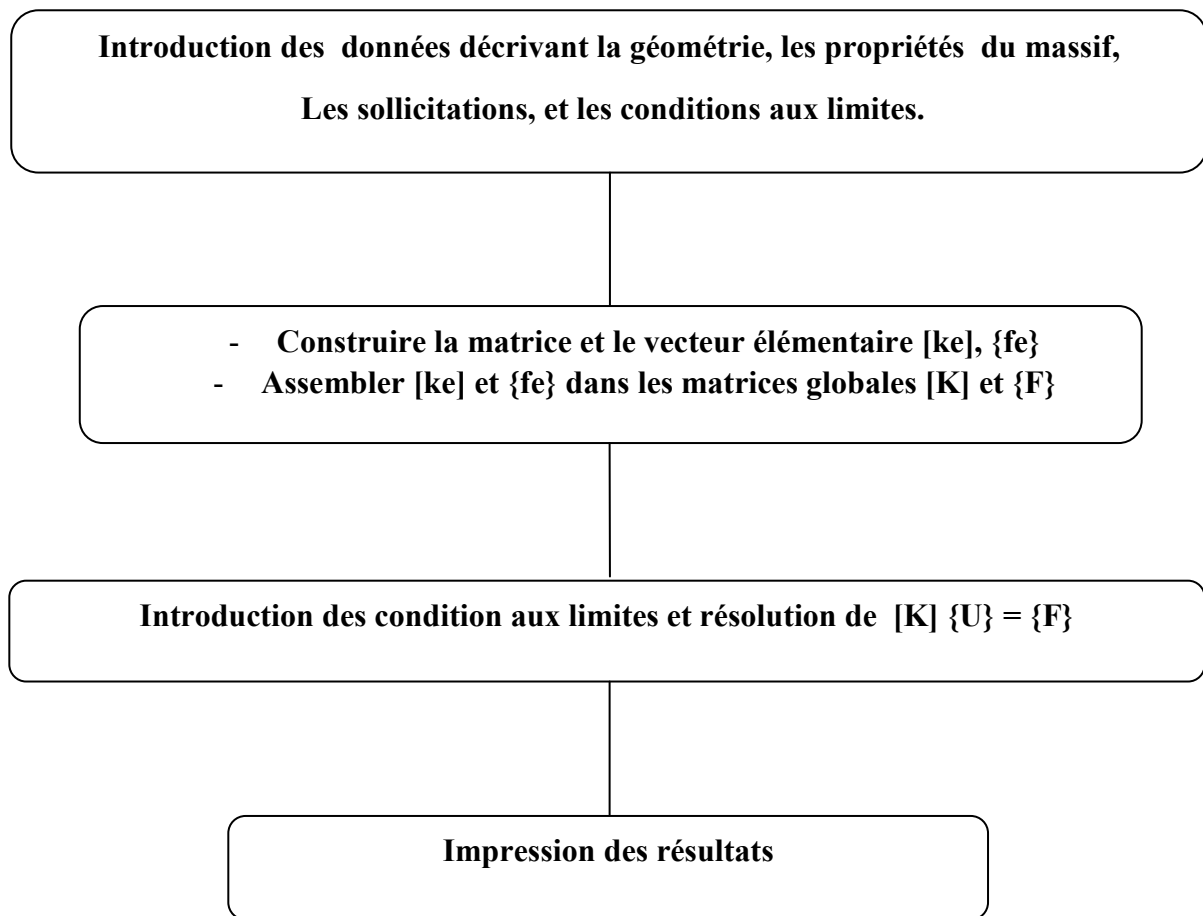 Introduction des données décrivant la géométrie, les propriétés du massif,
Les sollicitations, et les conditions aux limites.
- Construire la matrice et le vecteur élémentaire [ke], {fe}
- Assembler [ke] et {fe} dans les matrices globales [K] et {F}
Introduction des condition aux limites et résolution de [K] {U} = {F}
Impression des résultats